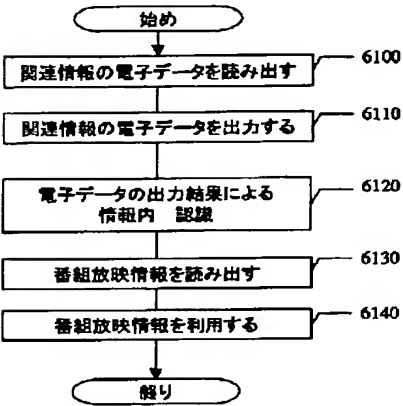 始め
関連情報の電子データを読み出す
6100
関連情報の電子データを出力する
6110
電子データの出力結果による
情報内 認識
6120
番組放映情報を読み出す
6130
番組放映情報を利用する
6140
終り